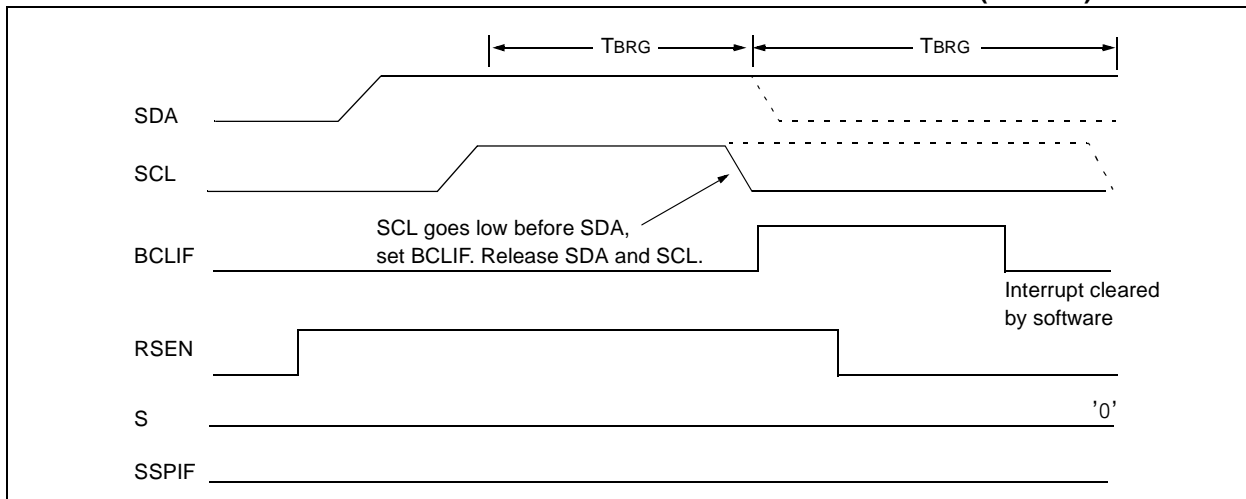 TBRG TBRG
SDA
SCL
SCL goes low before SDA,
set BCLIF. Release SDA and SCL.
BCLIF
Interrupt cleared
by software
RSEN
S
'0'
SSPIF